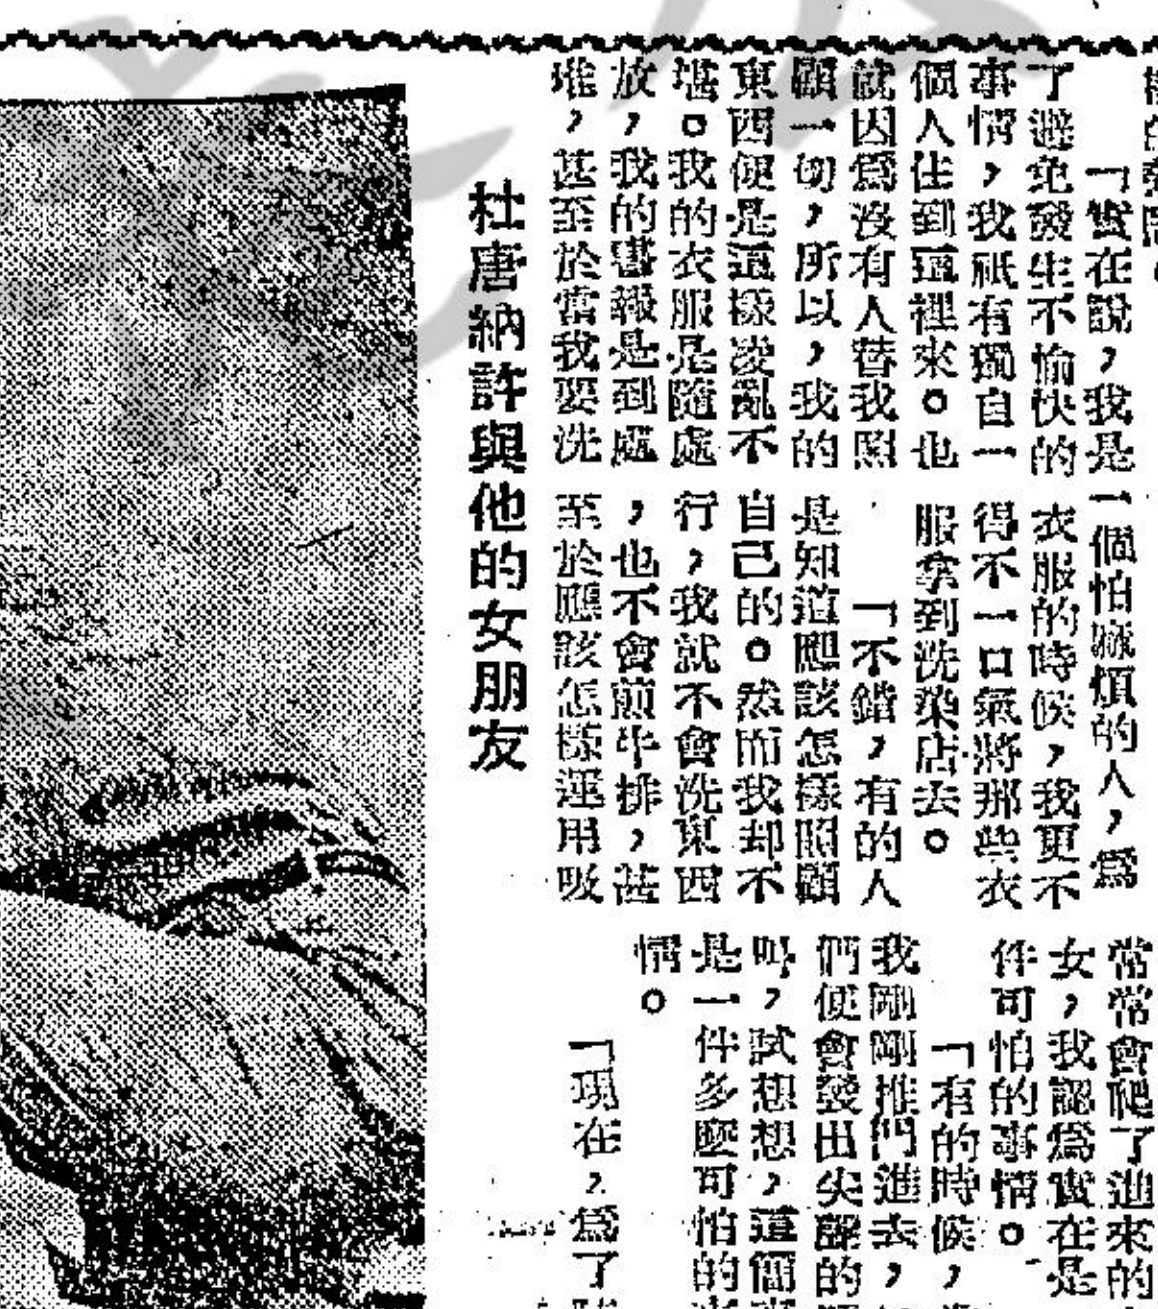 「實在說，我是一個怕麻煩的人，爲
了避免發生不愉快的
事情，我祇有獨自一
個人住到這裡來。也
就因爲沒有人替我照
顧一切，所以，我的
東西便是這樣凌亂不
堪。我的衣服是隨處
放，我的書報是到處
堆，甚至於當我要洗
衣服的時候，我更不
得不一口氣將那些衣
服拿到洗染店去。
「不錯，有的人
是知道應該怎樣照顧
自己的。然而我却不
行，我就不會洗東西
，也不會煎牛排，甚
至於應該怎樣運用吸
常常會爬了進來的
女，我認爲實在是
件可怕的事情。
「有的時候，
我剛剛推門進去，
們便會發出尖銳的
叫，試想想，這簡
是一件多麼可怕的
情。
「現在，爲了
杜唐納許與他的女朋友